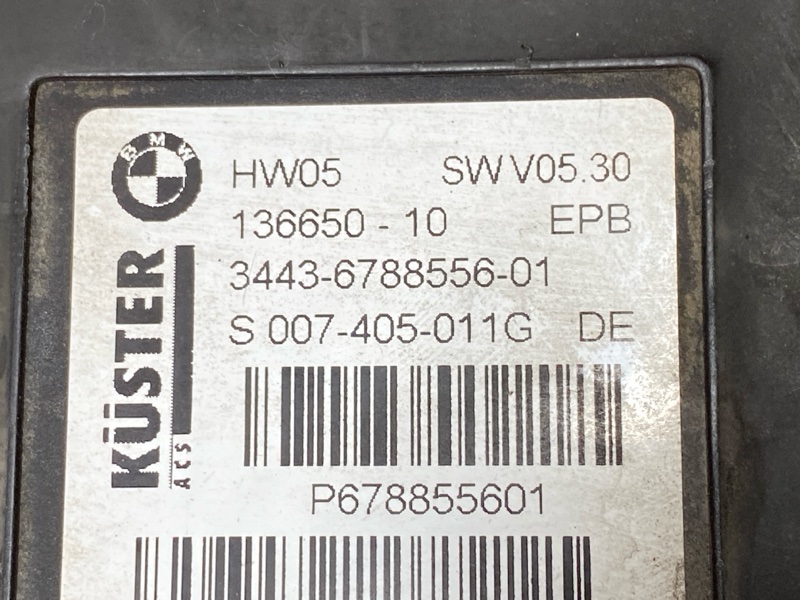 BMW
HW05 SW V05.30
136650 - 10 EPB
3443-6788556-01
S 007-405-011G DE
KÜSTER
ACS
P678855601